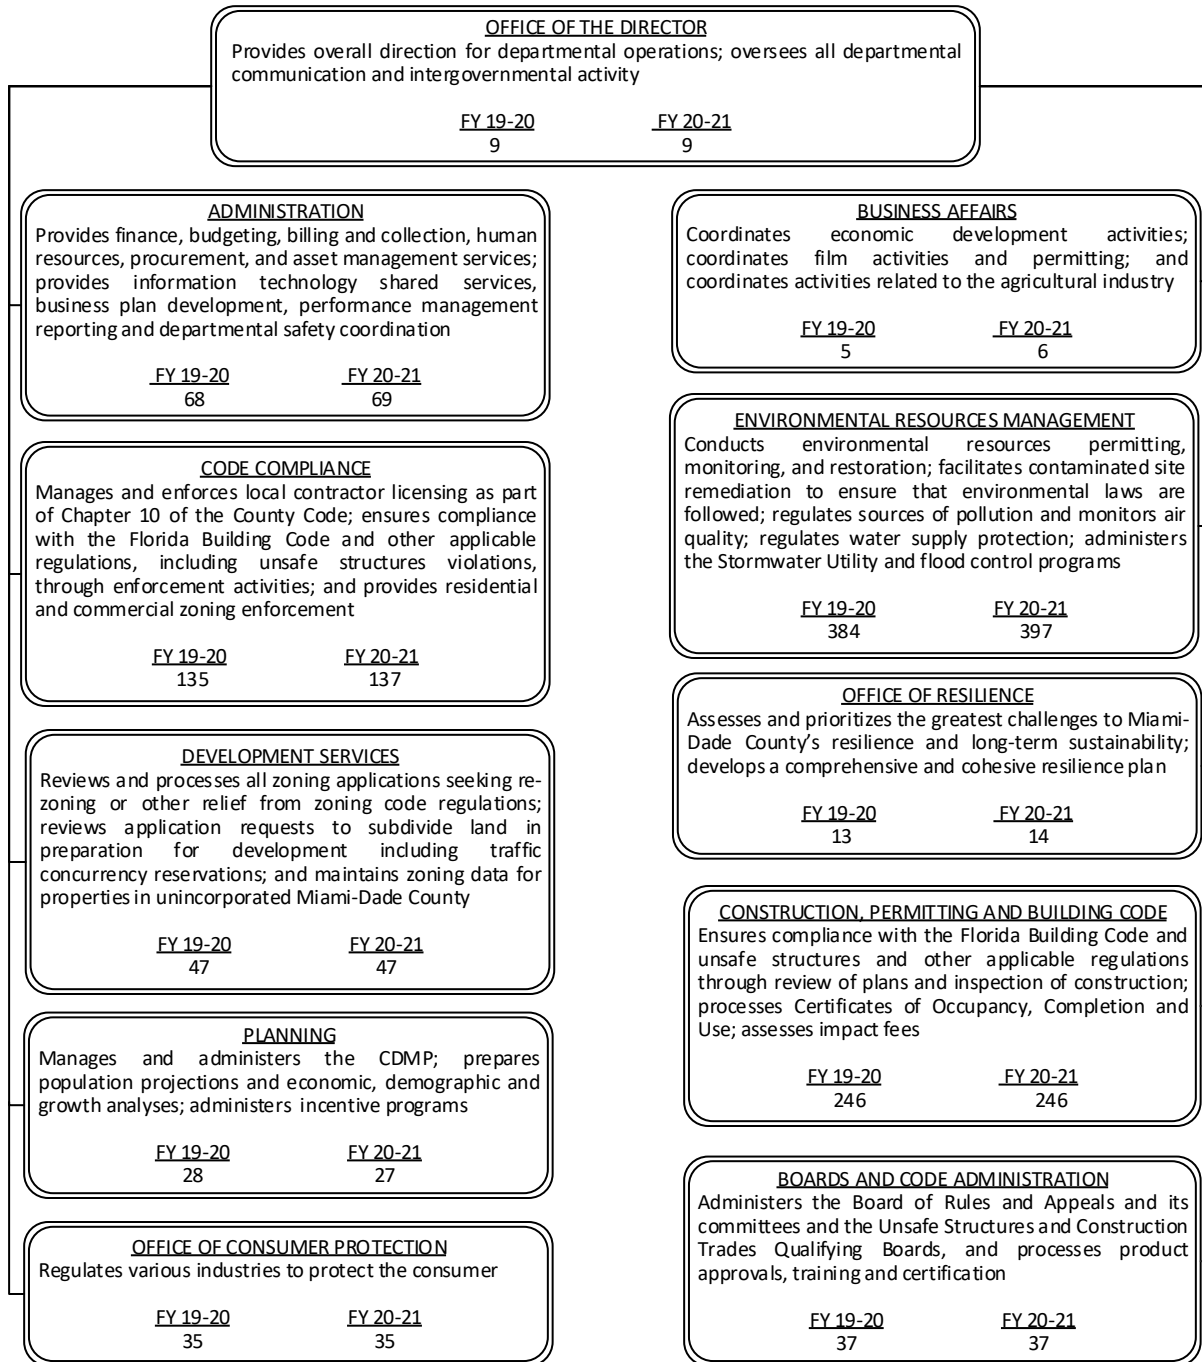 OFFICE OF THE DIRECTOR
Provides overall direction for departmental operations; oversees all departmental
communication and intergovernmental activity
FY 19-20 FY 20-21
9 9
ADMINISTRATION
Provides finance, budgeting, billing and collection, human
resources, procurement, and asset management services;
provides information technology shared services,
business plan development, performance management
reporting and departmental safety coordination
FY 19-20 FY 20-21
68 69
CODE COMPLIANCE
Manages and enforces local contractor licensing as part
of Chapter 10 of the County Code; ensures compliance
with the Florida Building Code and other applicable
regulations, including unsafe structures violations,
through enforcement activities; and provides residential
and commercial zoning enforcement
FY 19-20 FY 20-21
135 137
DEVELOPMENT SERVICES
Reviews and processes all zoning applications seeking re-
zoning or other relief from zoning code regulations;
reviews application requests to subdivide land in
preparation for development including traffic
concurrency reservations; and maintains zoning data for
properties in unincorporated Miami-Dade County
FY 19-20 FY 20-21
47 47
PLANNING
Manages and administers the CDMP; prepares
population projections and economic, demographic and
growth analyses; administers incentive programs
FY 19-20 FY 20-21
28 27
OFFICE OF CONSUMER PROTECTION
Regulates various industries to protect the consumer
FY 19-20 FY 20-21
35 35
BUSINESS AFFAIRS
Coordinates economic development activities;
coordinates film activities and permitting; and
coordinates activities related to the agricultural industry
FY 19-20 FY 20-21
5 6
ENVIRONMENTAL RESOURCES MANAGEMENT
Conducts environmental resources permitting,
monitoring, and restoration; facilitates contaminated site
remediation to ensure that environmental laws are
followed; regulates sources of pollution and monitors air
quality; regulates water supply protection; administers
the Stormwater Utility and flood control programs
FY 19-20 FY 20-21
384 397
OFFICE OF RESILIENCE
Assesses and prioritizes the greatest challenges to Miami-
Dade County's resilience and long-term sustainability;
develops a comprehensive and cohesive resilience plan
FY 19-20 FY 20-21
13 14
CONSTRUCTION, PERMITTING AND BUILDING CODE
Ensures compliance with the Florida Building Code and
unsafe structures and other applicable regulations
through review of plans and inspection of construction;
processes Certificates of Occupancy, Completion and
Use; assesses impact fees
FY 19-20 FY 20-21
246 246
BOARDS AND CODE ADMINISTRATION
Administers the Board of Rules and Appeals and its
committees and the Unsafe Structures and Construction
Trades Qualifying Boards, and processes product
approvals, training and certification
FY 19-20 FY 20-21
37 37